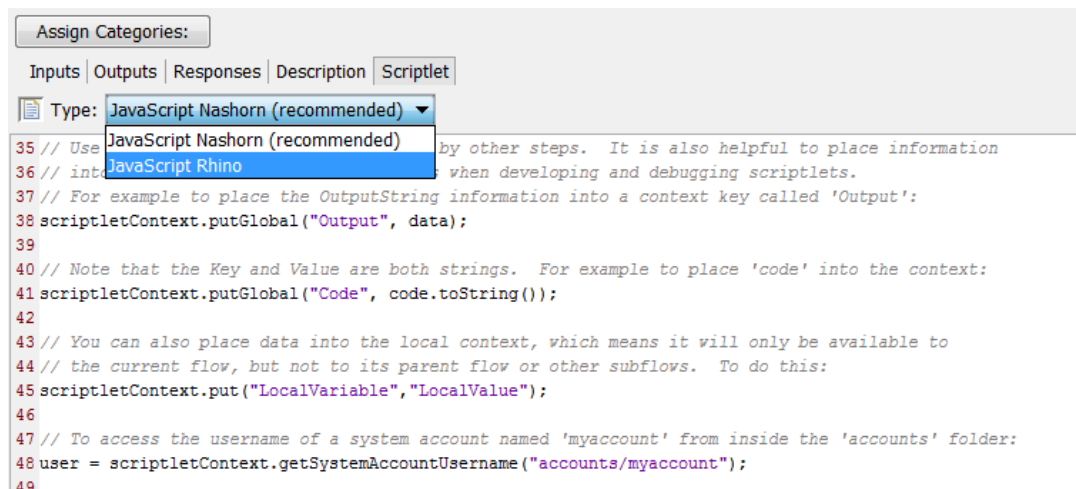 Assign Categories:
Inputs Outputs Responses Description Scriptlet
Type: JavaScript Nashorn (recommended)
JavaScript Nashorn (recommended)
JavaScript Rhino
35 // Use by other steps. It is also helpful to place information
36 // into when developing and debugging scriptlets.
37 // For example to place the OutputString information into a context key called 'Output':
38 scriptletContext.putGlobal("Output", data);
39
40 // Note that the Key and Value are both strings. For example to place 'code' into the context:
41 scriptletContext.putGlobal("Code", code.toString());
42
43 // You can also place data into the local context, which means it will only be available to
44 // the current flow, but not to its parent flow or other subflows. To do this:
45 scriptletContext.put("LocalVariable","LocalValue");
46
47 // To access the username of a system account named 'myaccount' from inside the 'accounts' folder:
48 user = scriptletContext.getSystemAccountUsername("accounts/myaccount");
49